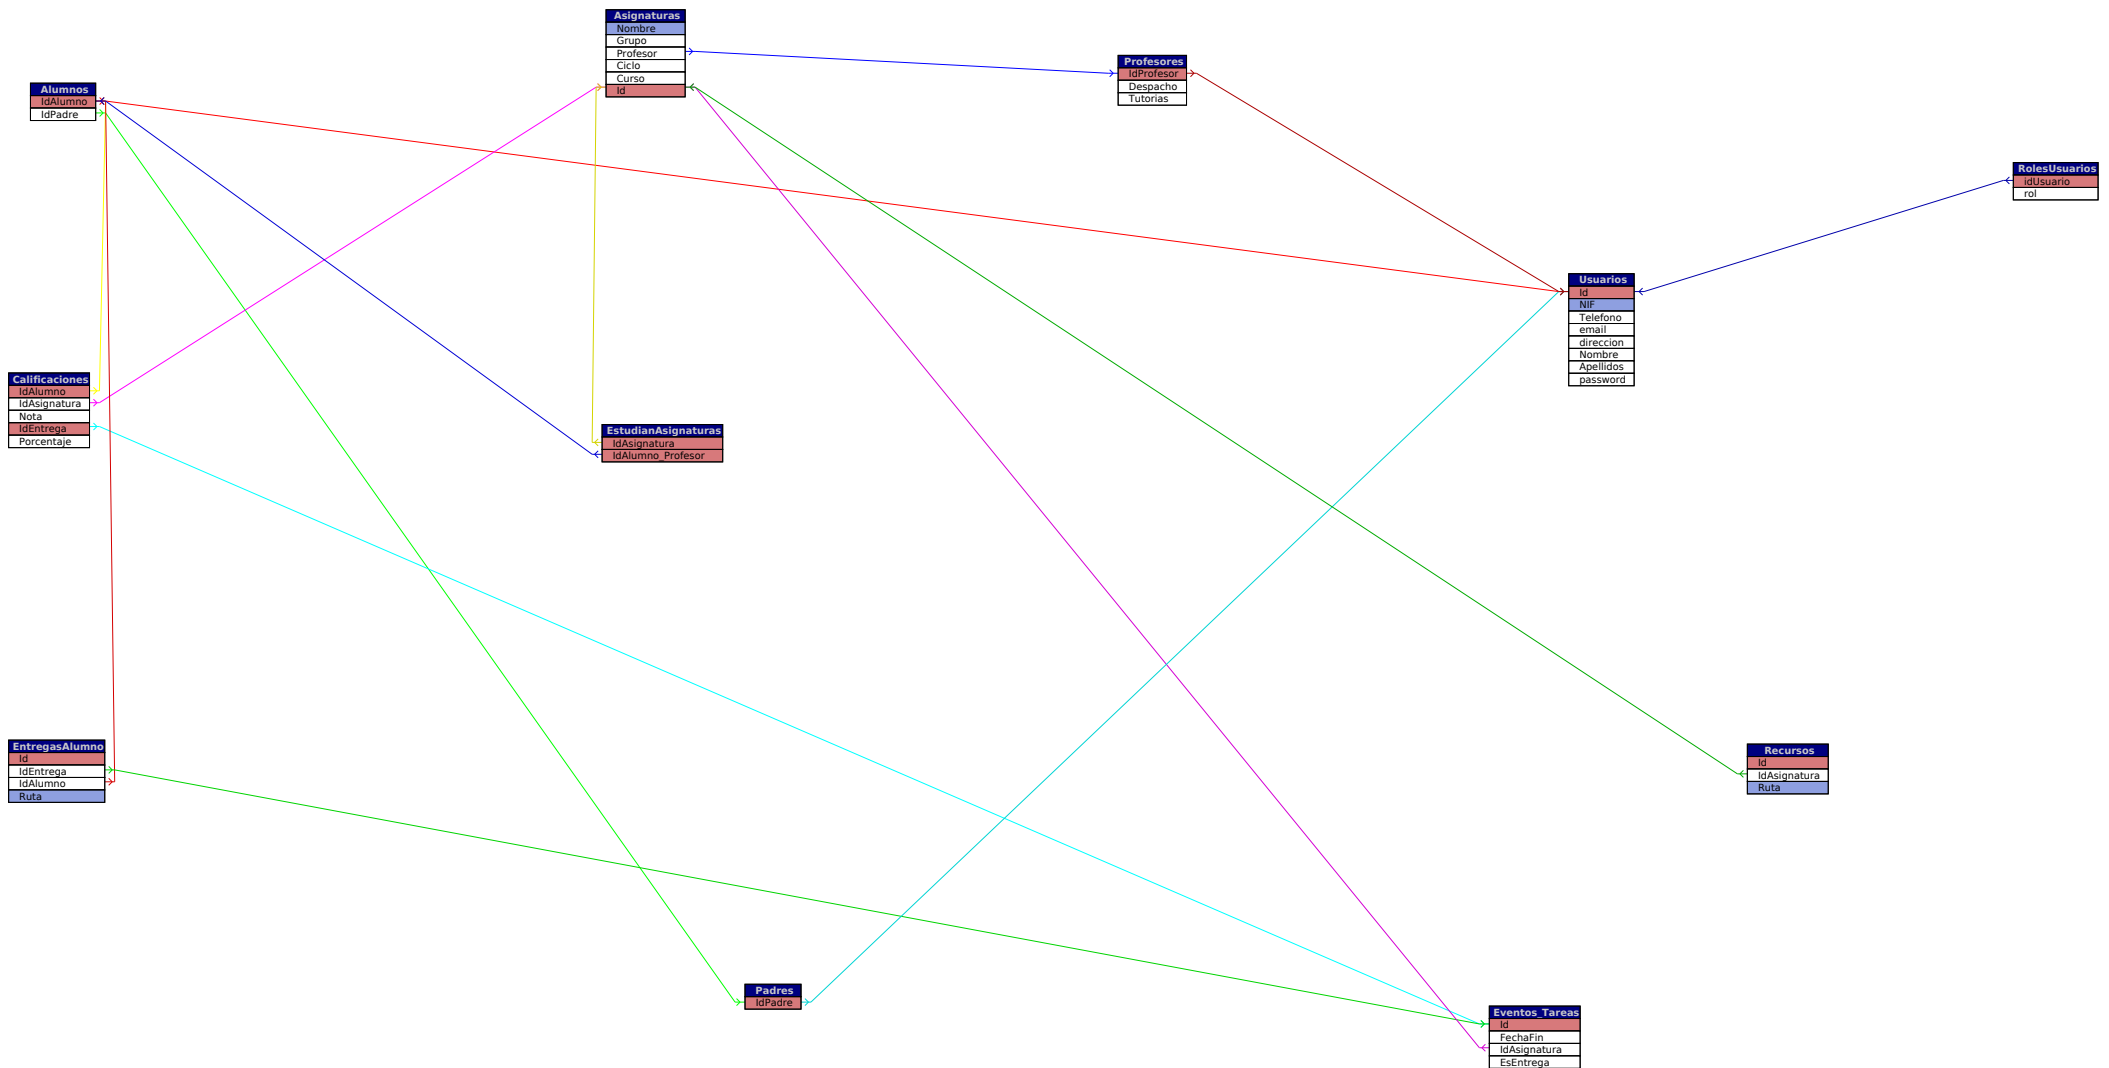 Asignaturas
Nombre
Grupo
Profesor
Ciclo
Curso
Id
Profesores
IdProfesor
Despacho
Tutorias
Alumnos
IdAlumno
IdPadre
RolesUsuarios
idUsuario
rol
Usuarios
Id
NIF
Telefono
email
direccion
Nombre
Apellidos
password
Calificaciones
IdAlumno
IdAsignatura
Nota
IdEntrega
Porcentaje
EstudianAsignaturas
IdAsignatura
IdAlumno_Profesor
EntregasAlumno
Id
IdEntrega
IdAlumno
Ruta
Recursos
Id
IdAsignatura
Ruta
Padres
IdPadre
Eventos_Tareas
Id
FechaFin
IdAsignatura
EsEntrega